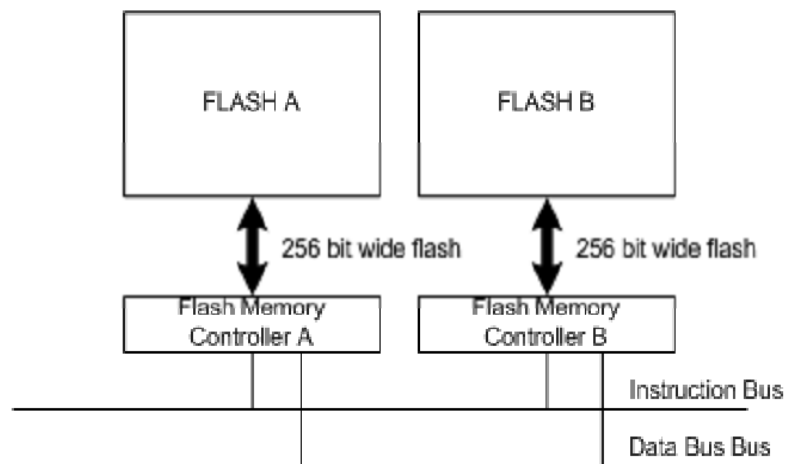 FLASH A
FLASH B
256 bit wide flash
256 bit wide flash
Flash Memory
Controller A
Flash Memory
Controller B
Instruction Bus
Data Bus Bus